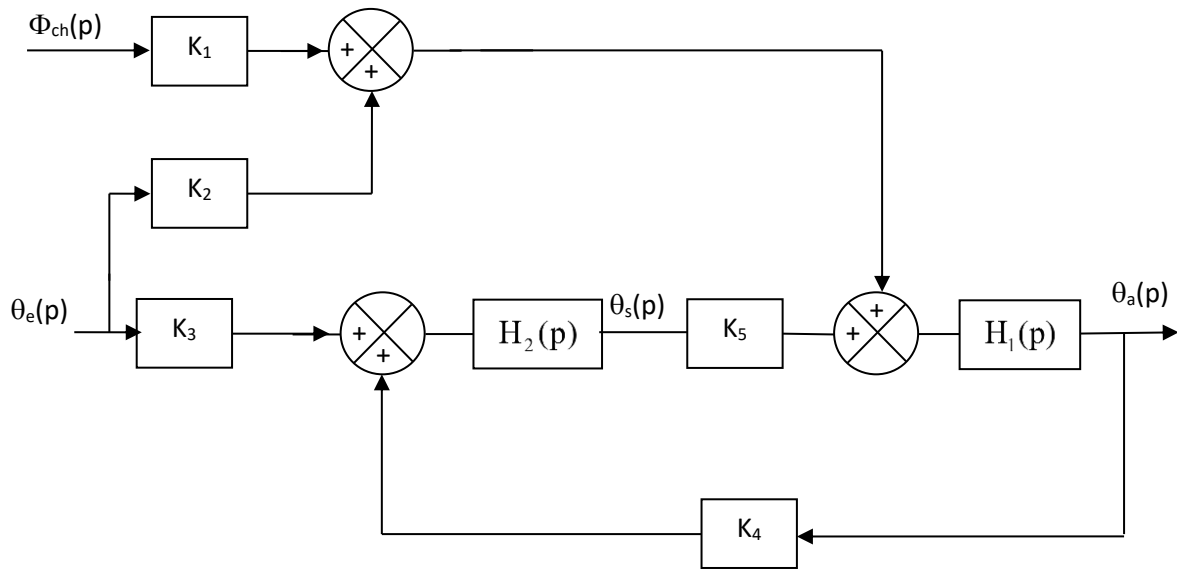 Φch(p)
K1
+
+
K2
θe(p)
K3
+
+
H2(p)
θs(p)
K5
+
+
H1(p)
θa(p)
K4